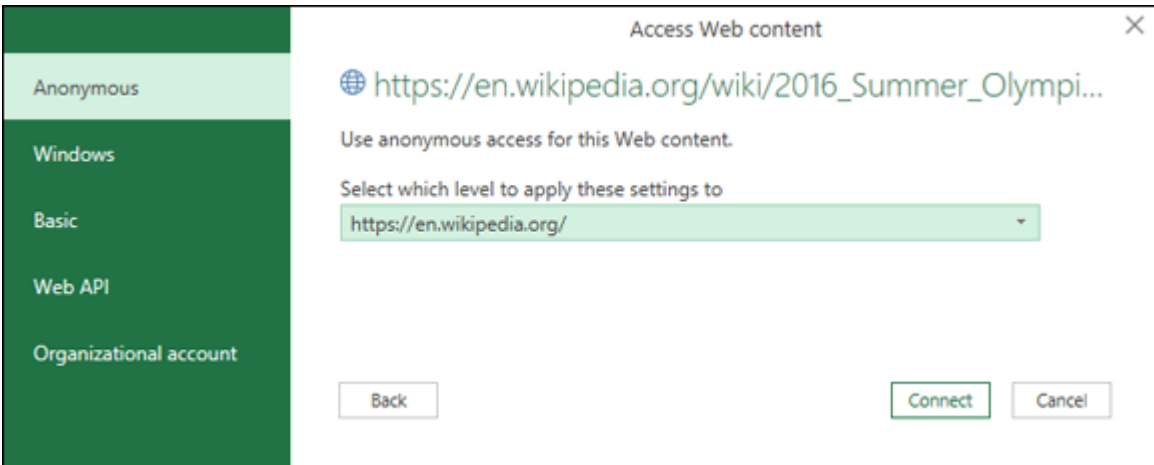 Access Web content
Anonymous
Windows
Basic
Web API
Organizational account
https://en.wikipedia.org/wiki/2016_Summer_Olympi...
Use anonymous access for this Web content.
Select which level to apply these settings to
https://en.wikipedia.org/
Back
Connect
Cancel